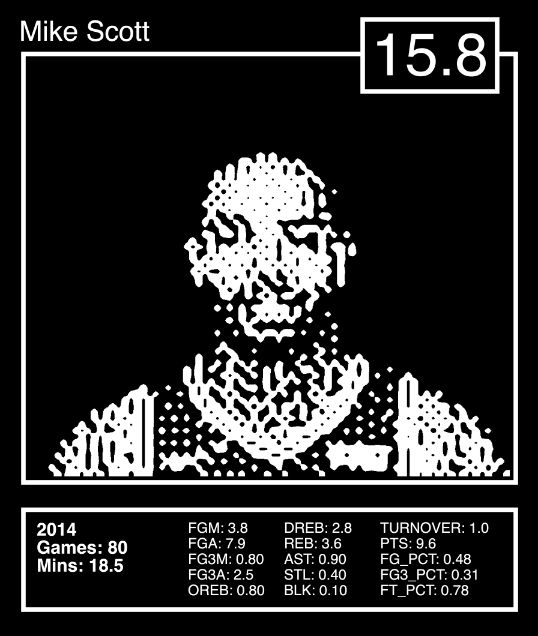 Mike Scott
15.8
2014
Games: 80
Mins: 18.5
FGM: 3.8
FGA: 7.9
FG3M: 0.80
FG3A: 2.5
OREB: 0.80
DREB: 2.8
REB: 3.6
AST: 0.90
STL: 0.40
BLK: 0.10
TURNOVER: 1.0
PTS: 9.6
FG_PCT: 0.48
FG3_PCT: 0.31
FT_PCT: 0.78